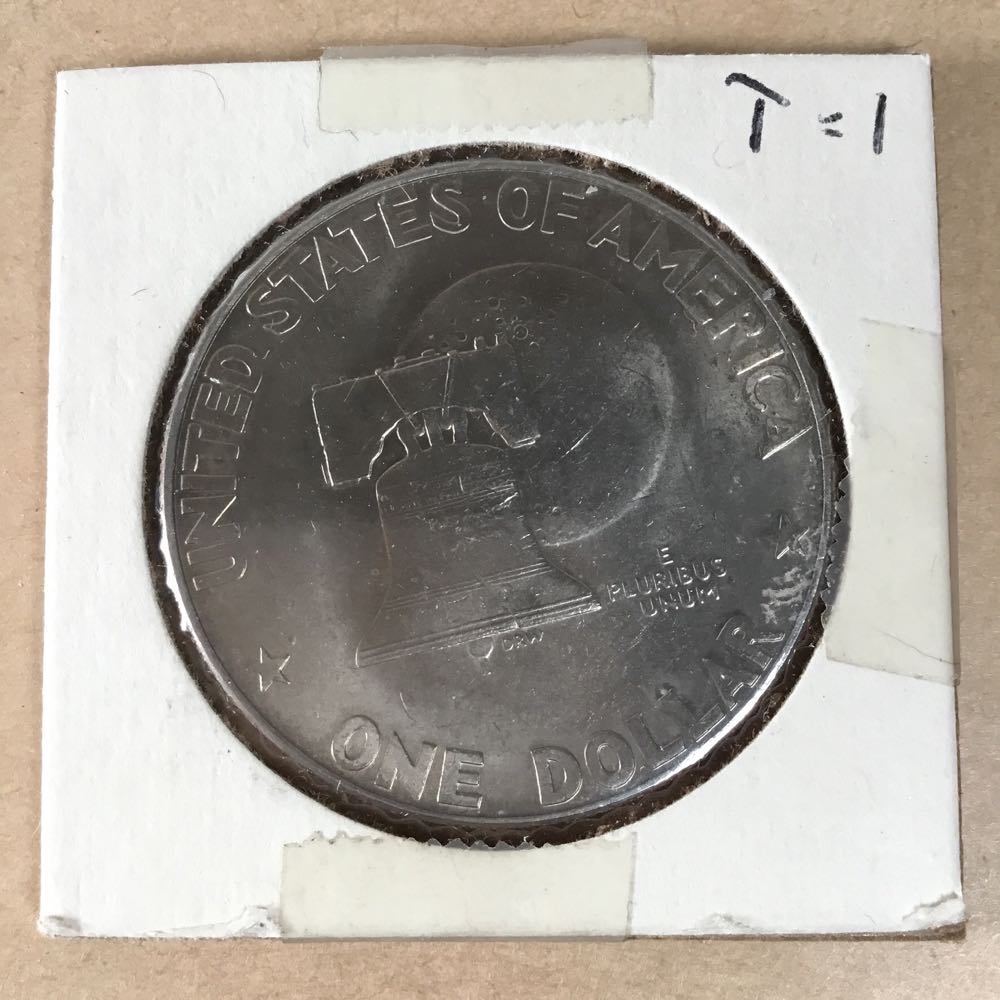 T=1
UNITED STATES OF AMERICA
E
PLURIBUS
UNUM
DRW
ONE DOLLAR